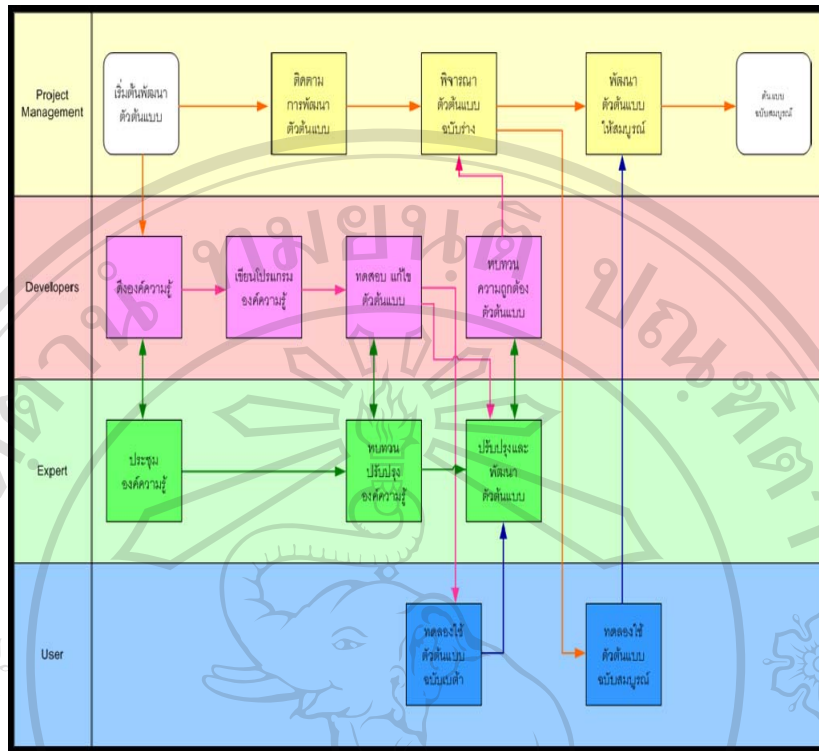 Project
Management
เริ่มต้นพัฒนา
ตัวต้นแบบ
ติดตาม
การพัฒนา
ตัวต้นแบบ
พิจารณา
ตัวต้นแบบ
ฉบับร่าง
พัฒนา
ตัวต้นแบบ
ให้สมบูรณ์
ต้นแบบ
ฉบับสมบูรณ์
Developers
ดึงองค์ความรู้
เขียนโปรแกรม
องค์ความรู้
ทดสอบ แก้ไข
ตัวต้นแบบ
ทบทวน
ความถูกต้อง
ตัวต้นแบบ
Expert
ประชุม
องค์ความรู้
ทบทวน
ปรับปรุง
องค์ความรู้
ปรับปรุงและ
พัฒนา
ตัวต้นแบบ
User
ทดลองใช้
ตัวต้นแบบ
ฉบับเบต้า
ทดลองใช้
ตัวต้นแบบ
ฉบับสมบูรณ์